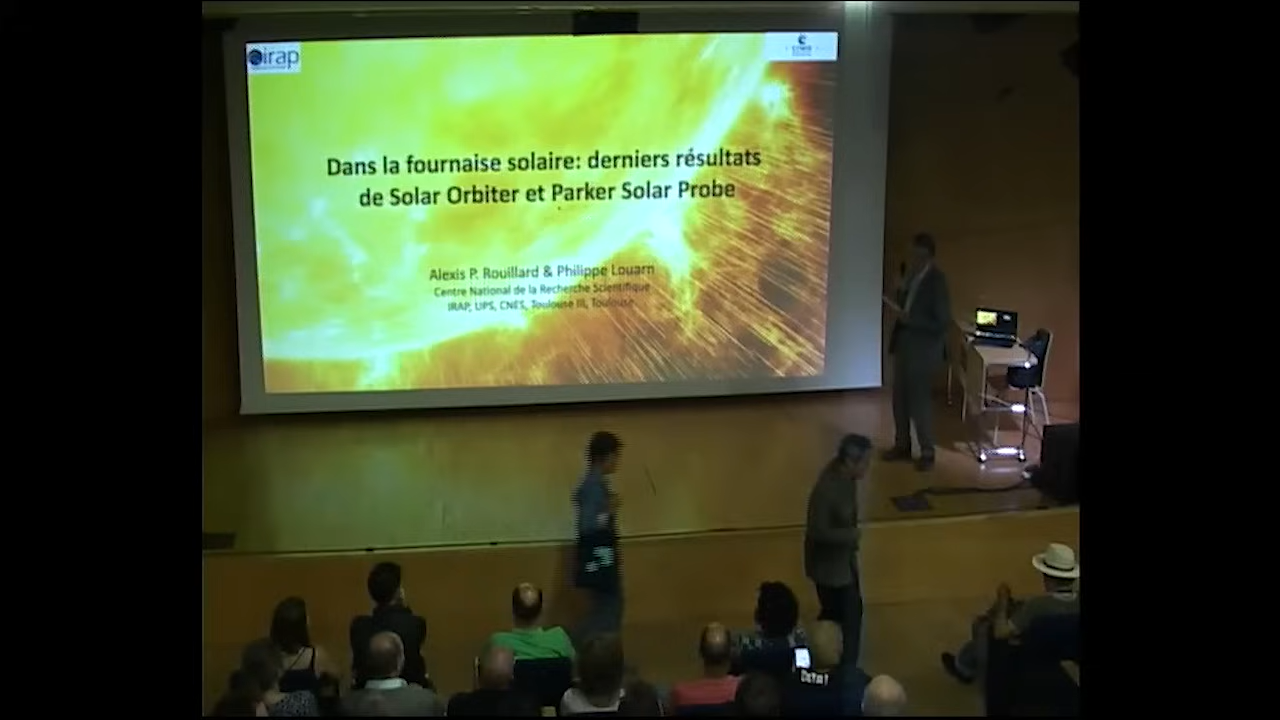 irap
Dans la fournaise solaire: derniers résultats
de Solar Orbiter et Parker Solar Probe
Alexis P. Rouillard & Philippe Louarn
Centre National de la Recherche Scientifique
IRAP, UPS, CNES, Toulouse III, Toulouse